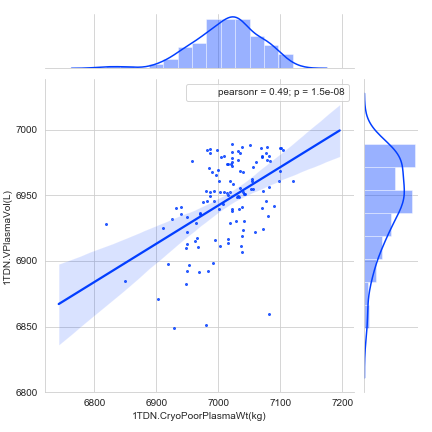 pearsonr = 0.49; p = 1.5e-08
7000
6950
6900
6850
6800
1TDN.VPlasmaVol(L)
6800 6900 7000 7100 7200
1TDN.CryoPoorPlasmaWt(kg)